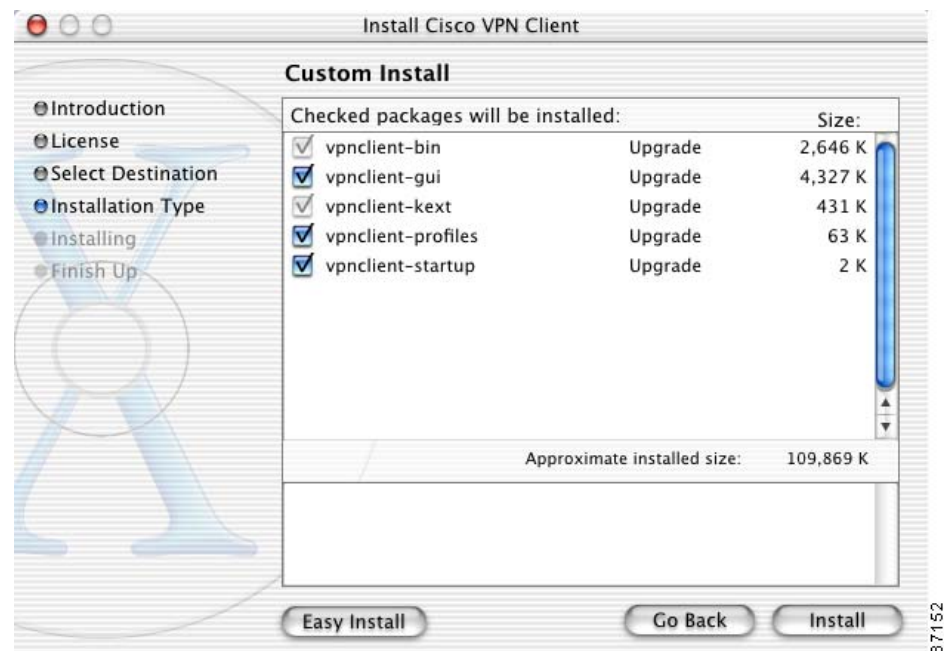 Install Cisco VPN Client
Custom Install
Introduction
License
Select Destination
Installation Type
Installing
Finish Up
Checked packages will be installed: Size:
vpnclient-bin Upgrade 2,646 K
vpnclient-gui Upgrade 4,327 K
vpnclient-kext Upgrade 431 K
vpnclient-profiles Upgrade 63 K
vpnclient-startup Upgrade 2 K
Approximate installed size: 109,869 K
Easy Install Go Back Install
87152